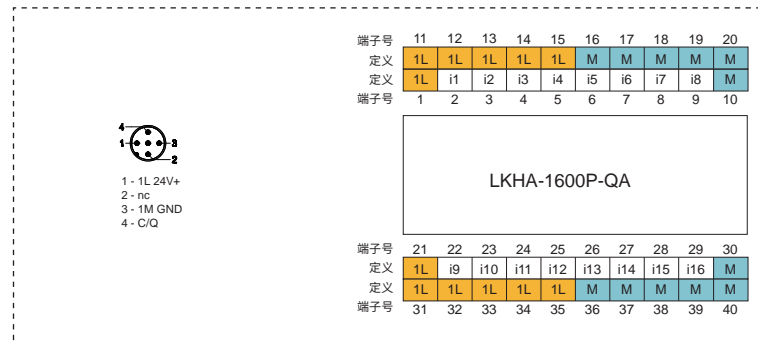 端子号 11 12 13 14 15 16 17 18 19 20
定义 1L 1L 1L 1L 1L M M M M M
定义 1L i1 i2 i3 i4 i5 i6 i7 i8 M
端子号 1 2 3 4 5 6 7 8 9 10
4
1 3
2
1 - 1L 24V+
2 - nc
3 - 1M GND
4 - C/Q
LKHA-1600P-QA
端子号 21 22 23 24 25 26 27 28 29 30
定义 1L i9 i10 i11 i12 i13 i14 i15 i16 M
定义 1L 1L 1L 1L 1L M M M M M
端子号 31 32 33 34 35 36 37 38 39 40